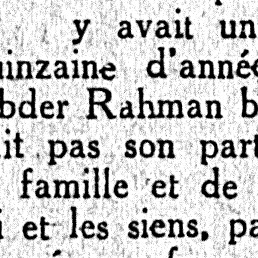 y avait un
uinzaine d'anné
bder Rahman b
it pas son part
famille et de
i et les siens, pa